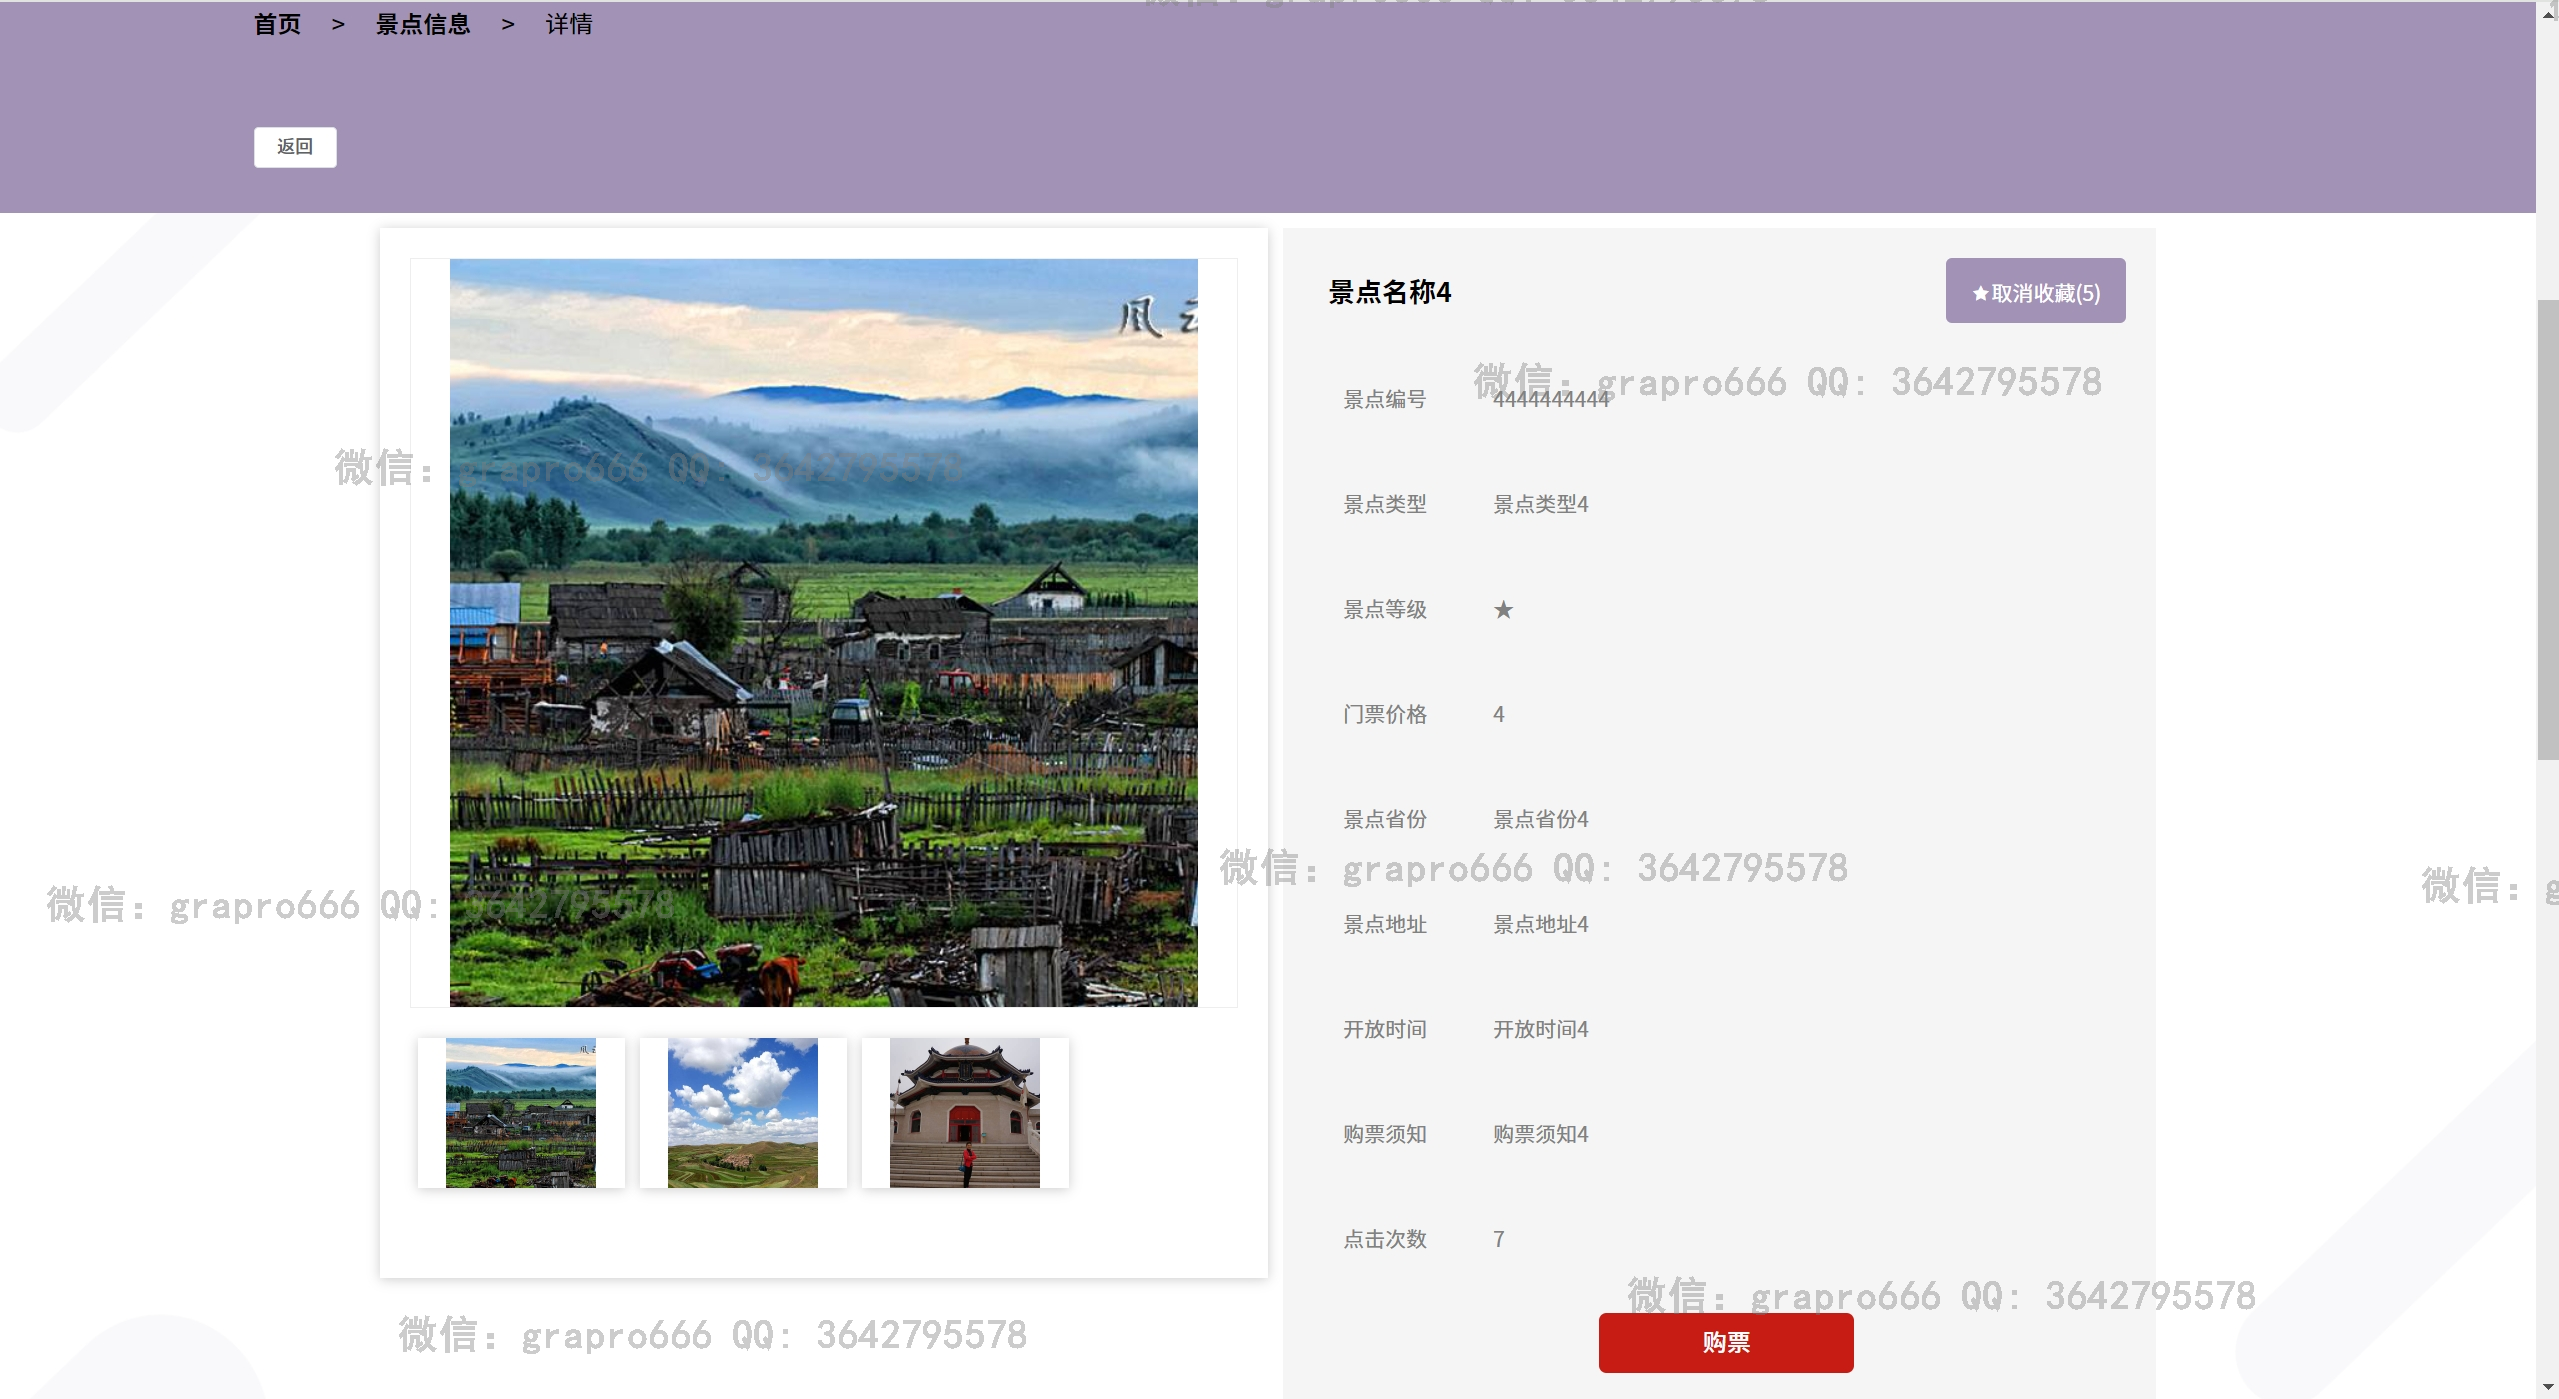 首页 > 景点信息 > 详情
返回
景点名称4
★取消收藏(5)
风
微信: grapro666 QQ: 3642795578
景点编号 4444444444
微信: grapro666 QQ: 3642795578
景点类型 景点类型4
景点等级 ★
门票价格 4
景点省份 景点省份4
微信: grapro666 QQ: 3642795578
微信: grapro666 QQ: 3642795578
微信: g
景点地址 景点地址4
开放时间 开放时间4
购票须知 购票须知4
点击次数 7
微信: grapro666 QQ: 3642795578
微信: grapro666 QQ: 3642795578
购票